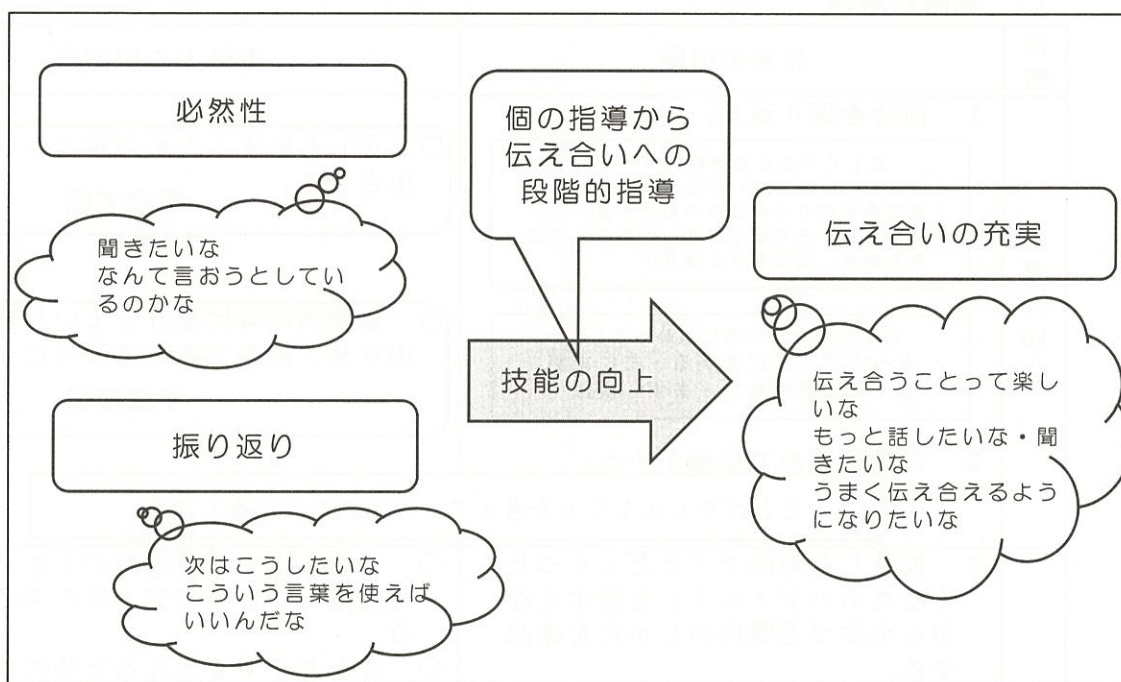 必然性
聞きたいな
なんて言おうとしてい
るのかな
振り返り
次はこうしたいな
こういう言葉を使えば
いいんだな
個の指導から
伝え合いへの
段階的指導
技能の向上
伝え合いの充実
伝え合うことって楽し
いな
もっと話したいな・聞
きたいな
うまく伝え合えるよう
になりたいな